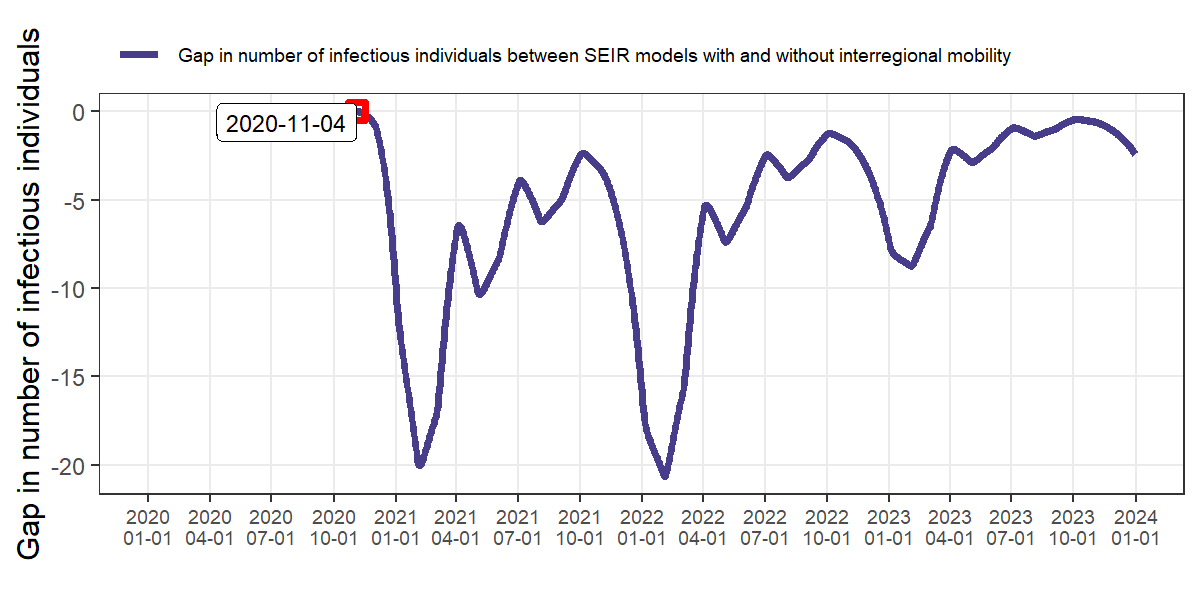 Gap in number of infectious individuals between SEIR models with and without interregional mobility
Gap in number of infectious individuals
0
-5
-10
-15
-20
2020-11-04
2020 2020 2020 2020 2021 2021 2021 2021 2022 2022 2022 2022 2023 2023 2023 2023 2024
01-01 04-01 07-01 10-01 01-01 04-01 07-01 10-01 01-01 04-01 07-01 10-01 01-01 04-01 07-01 10-01 01-01